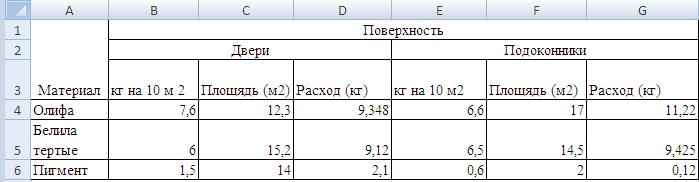 A B C D E F G
1 Поверхность
2 Двери Подоконники
3 Материал кг на 10 м 2 Площядь (м2) Расход (кг) кг на 10 м2 Площядь (м2) Расход (кг)
4 Олифа 7,6 12,3 9,348 6,6 17 11,22
Белила
5 тертые 6 15,2 9,12 6,5 14,5 9,425
6 Пигмент 1,5 14 2,1 0,6 2 0,12